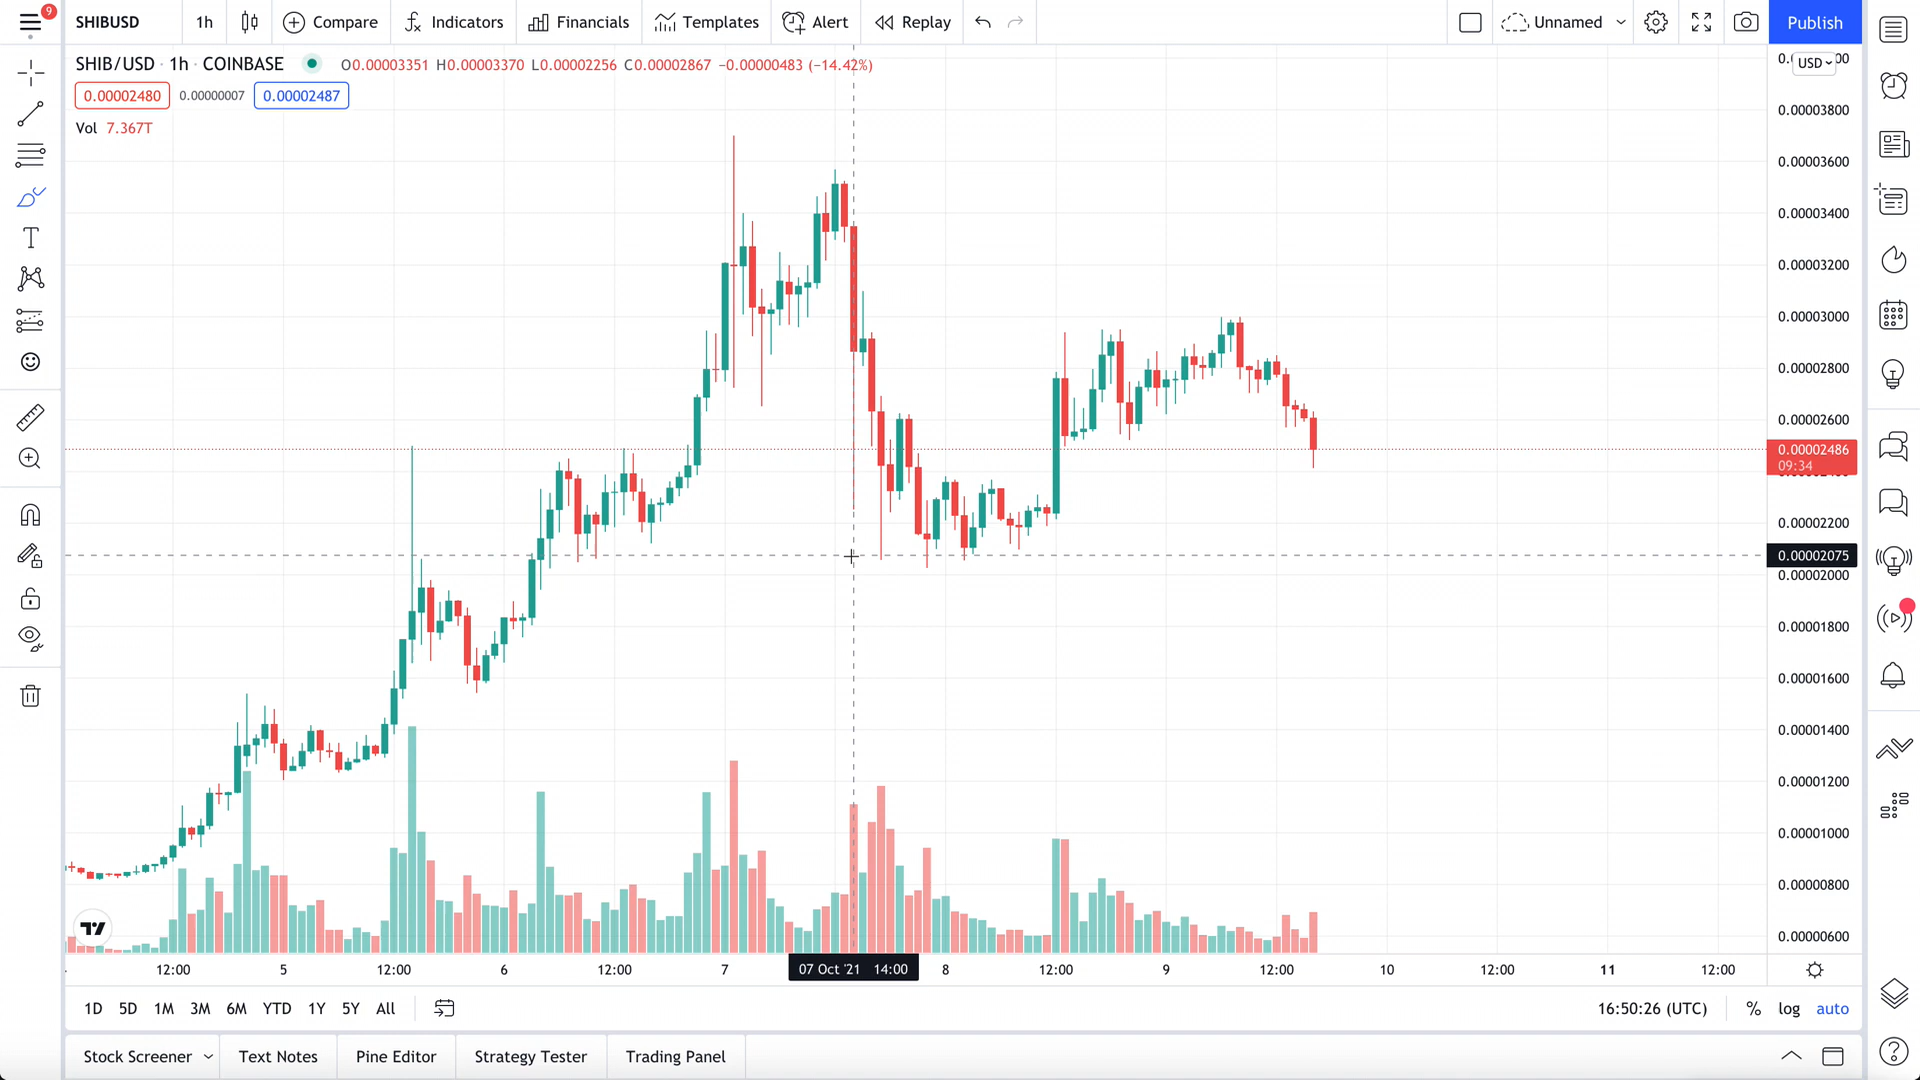 9
SHIBUSD
1h
Compare
Indicators
Financials
Templates
Alert
Replay
Unnamed
Publish
SHIB/USD · 1h · COINBASE
O0.00003351 H0.00003370 L0.00002256 C0.00002867 −0.00000483 (−14.42%)
0.00002480 0.00000007 0.00002487
Vol 7.367T
USD
0.00003800
0.00003600
0.00003400
0.00003200
0.00003000
0.00002800
0.00002600
0.00002486
09:34
0.00002200
0.00002075
0.00002000
0.00001800
0.00001600
0.00001400
0.00001200
0.00001000
0.00000800
0.00000600
12:00 5 12:00 6 12:00 7 07 Oct '21 14:00 8 12:00 9 12:00 10 12:00 11 12:00
1D 5D 1M 3M 6M YTD 1Y 5Y All
16:50:26 (UTC) % log auto
Stock Screener Text Notes Pine Editor Strategy Tester Trading Panel